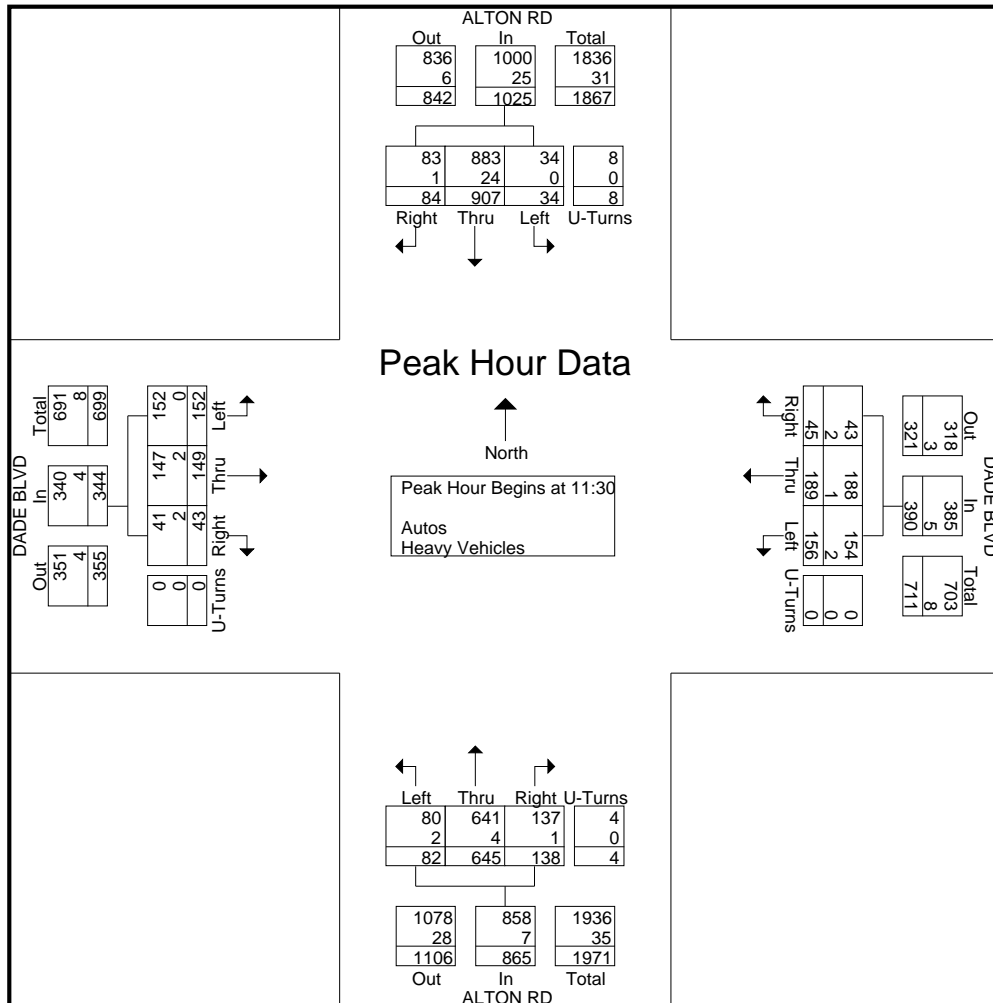 ALTON RD
Out In Total
836 1000 1836
6 25 31
842 1025 1867
83 883 34 8
1 24 0 0
84 907 34 8
Right Thru Left U-Turns
Peak Hour Data
North
Peak Hour Begins at 11:30
Autos
Heavy Vehicles
DADE BLVD
Out In Total
351 340 691
4 4 8
355 344 699
0 41 147 152
0 2 2 0
0 43 149 152
U-Turns Right Thru Left
DADE BLVD
Out In Total
318 385 703
3 5 8
321 390 711
43 188 154 0
2 1 2 0
45 189 156 0
Right Thru Left U-Turns
Left Thru Right U-Turns
80 641 137 4
2 4 1 0
82 645 138 4
1078 858 1936
28 7 35
1106 865 1971
Out In Total
ALTON RD